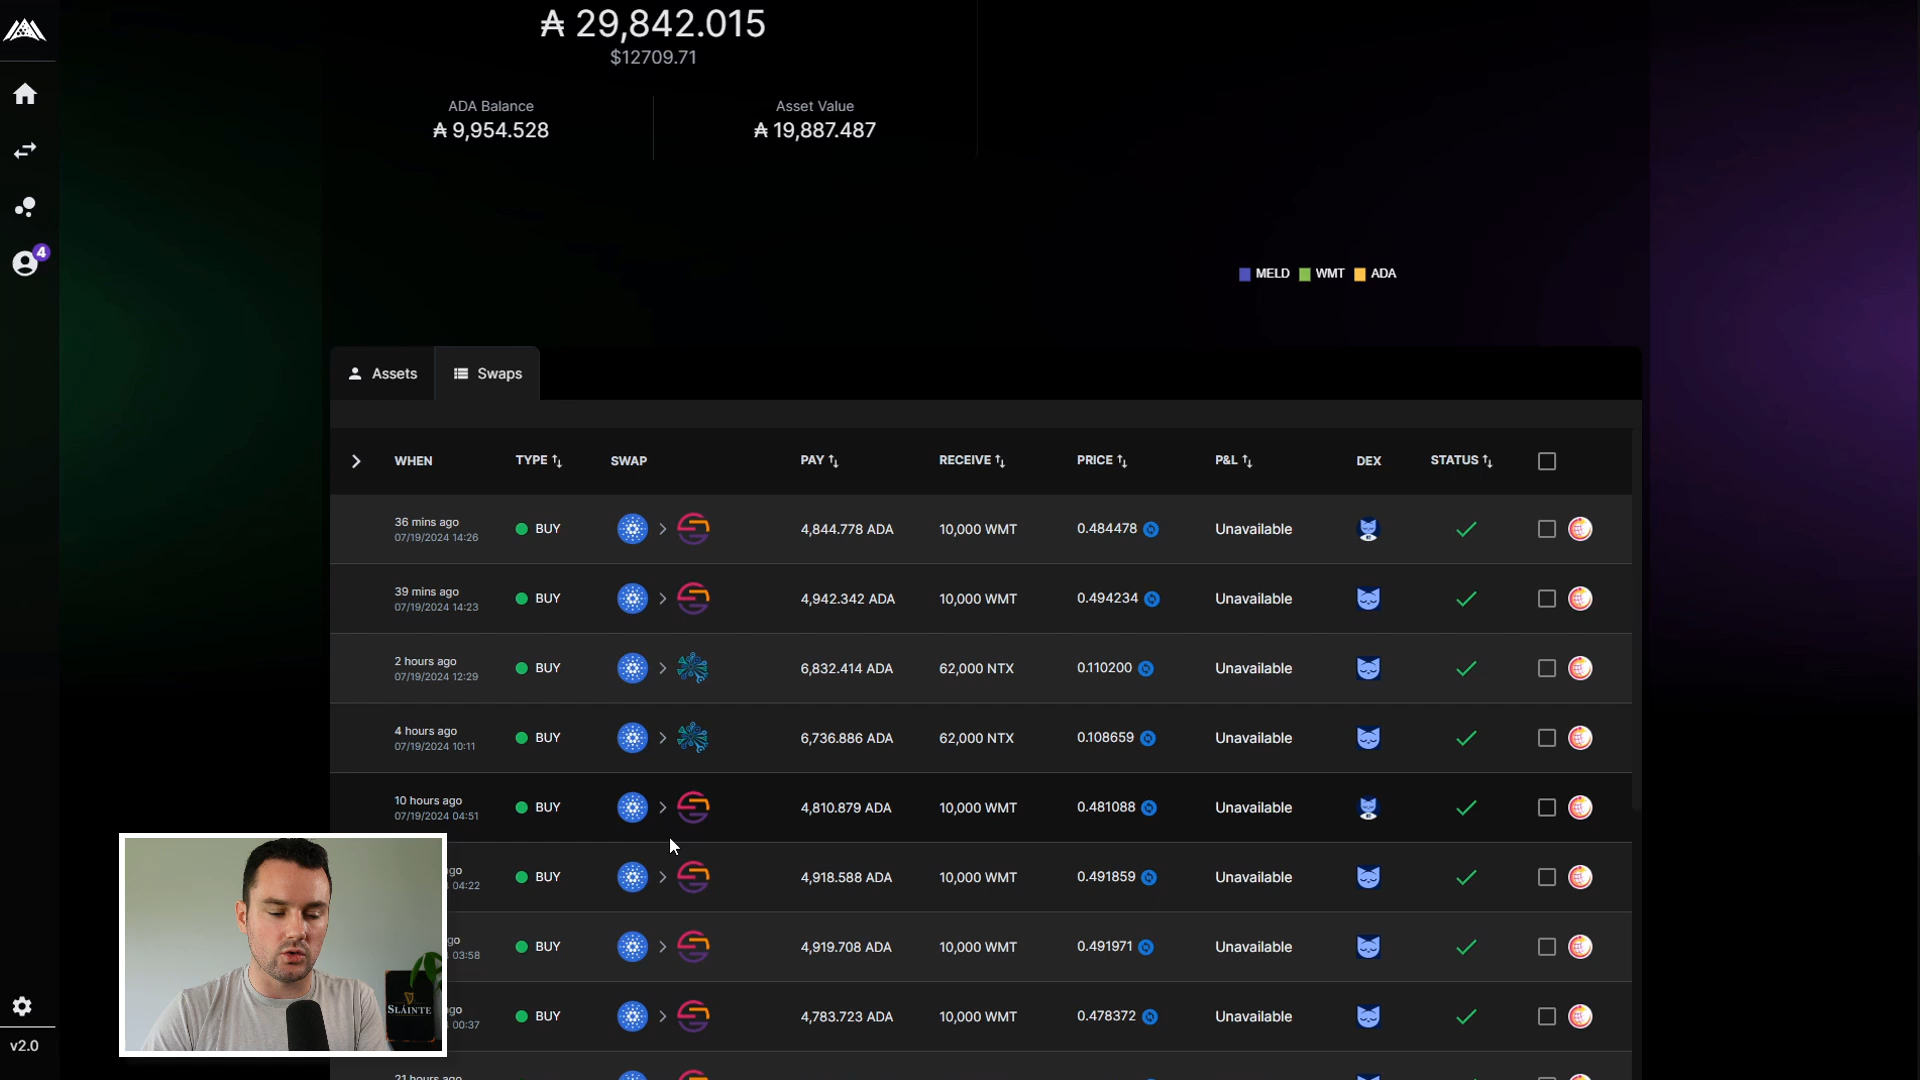 ₳ 29,842.015
$12709.71
ADA Balance
₳ 9,954.528
Asset Value
₳ 19,887.487
4
MELD WMT ADA
Assets Swaps
WHEN TYPE SWAP PAY RECEIVE PRICE P&L DEX STATUS
36 mins ago
07/19/2024 14:26
BUY 4,844.778 ADA 10,000 WMT 0.484478 Unavailable
39 mins ago
07/19/2024 14:23
BUY 4,942.342 ADA 10,000 WMT 0.494234 Unavailable
2 hours ago
07/19/2024 12:29
BUY 6,832.414 ADA 62,000 NTX 0.110200 Unavailable
4 hours ago
07/19/2024 10:11
BUY 6,736.886 ADA 62,000 NTX 0.108659 Unavailable
10 hours ago
07/19/2024 04:51
BUY 4,810.879 ADA 10,000 WMT 0.481088 Unavailable
go
04:22
BUY 4,918.588 ADA 10,000 WMT 0.491859 Unavailable
go
03:58
BUY 4,919.708 ADA 10,000 WMT 0.491971 Unavailable
go
00:37
BUY 4,783.723 ADA 10,000 WMT 0.478372 Unavailable
21 hours ago
SLÁINTE
v2.0